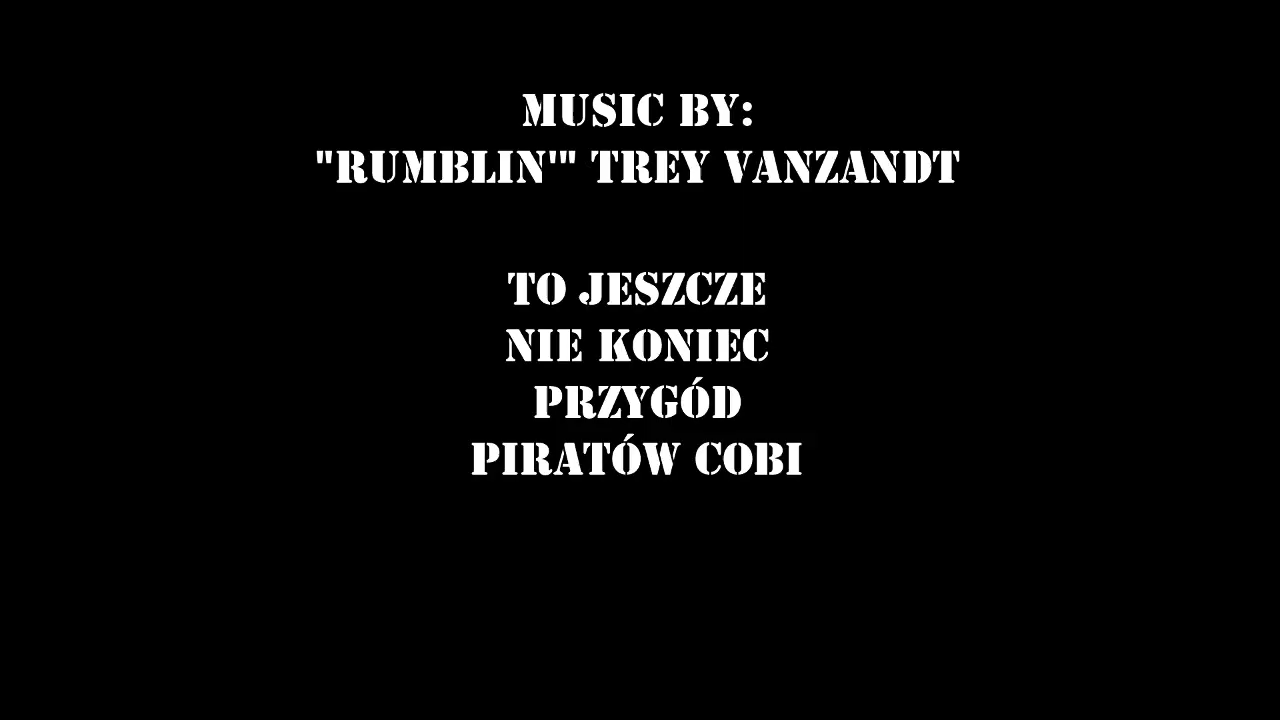 MUSIC BY:
"RUMBLIN'" TREY VANZANDT
TO JESZCZE
NIE KONIEC
PRZYGÓD
PIRATÓW COBI